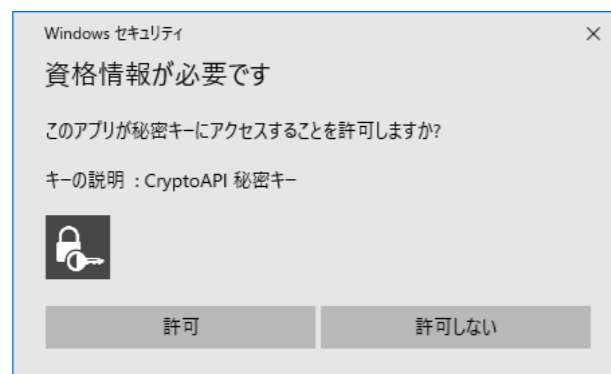 Windows セキュリティ
資格情報が必要です
このアプリが秘密キーにアクセスすることを許可しますか?
キーの説明 : CryptoAPI 秘密キー
許可
許可しない